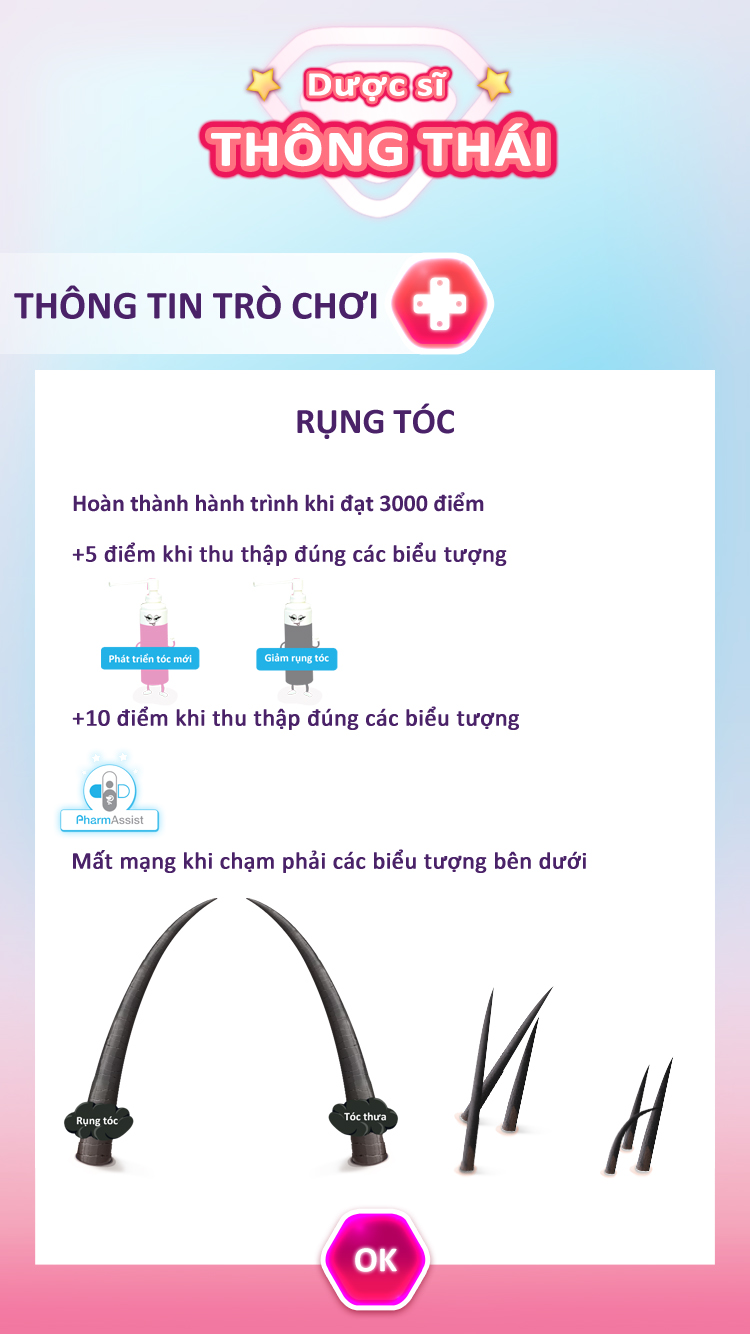 Dược sĩ
THÔNG THÁI
THÔNG TIN TRÒ CHƠI
RỤNG TÓC
Hoàn thành hành trình khi đạt 3000 điểm
+5 điểm khi thu thập đúng các biểu tượng
Phát triển tóc mới
Giảm rụng tóc
+10 điểm khi thu thập đúng các biểu tượng
PharmAssist
Mất mạng khi chạm phải các biểu tượng bên dưới
Rụng tóc
Tóc thưa
OK